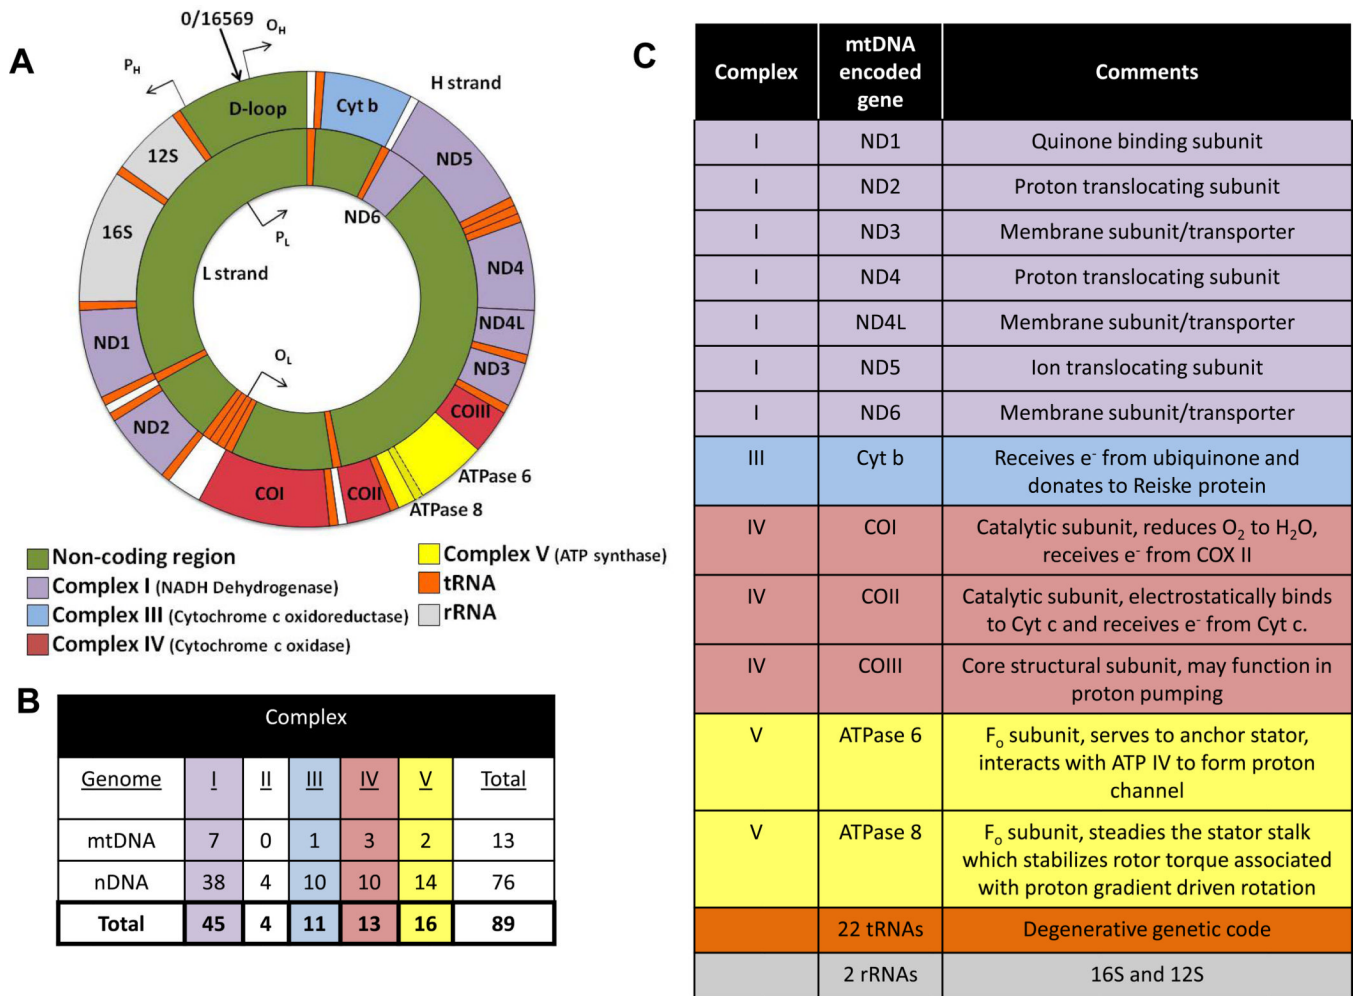 A
0/16569
O_H
P_H
H strand
D-loop
Cyt b
12S
ND5
16S
ND6
P_L
L strand
ND4
ND4L
ND1
O_L
ND3
COIII
ND2
ATPase 6
COI
COII
ATPase 8
Non-coding region
Complex I (NADH Dehydrogenase)
Complex III (Cytochrome c oxidoreductase)
Complex IV (Cytochrome c oxidase)
Complex V (ATP synthase)
tRNA
rRNA
B
Complex
Genome I II III IV V Total
mtDNA 7 0 1 3 2 13
nDNA 38 4 10 10 14 76
Total 45 4 11 13 16 89
C
Complex mtDNA encoded gene Comments
I ND1 Quinone binding subunit
I ND2 Proton translocating subunit
I ND3 Membrane subunit/transporter
I ND4 Proton translocating subunit
I ND4L Membrane subunit/transporter
I ND5 Ion translocating subunit
I ND6 Membrane subunit/transporter
III Cyt b Receives e- from ubiquinone and
donates to Reiske protein
IV COI Catalytic subunit, reduces O2 to H2O,
receives e- from COX II
IV COII Catalytic subunit, electrostatically binds
to Cyt c and receives e- from Cyt c.
IV COIII Core structural subunit, may function in
proton pumping
V ATPase 6 Fo subunit, serves to anchor stator,
interacts with ATP IV to form proton
channel
V ATPase 8 Fo subunit, steadies the stator stalk
which stabilizes rotor torque associated
with proton gradient driven rotation
22 tRNAs Degenerative genetic code
2 rRNAs 16S and 12S